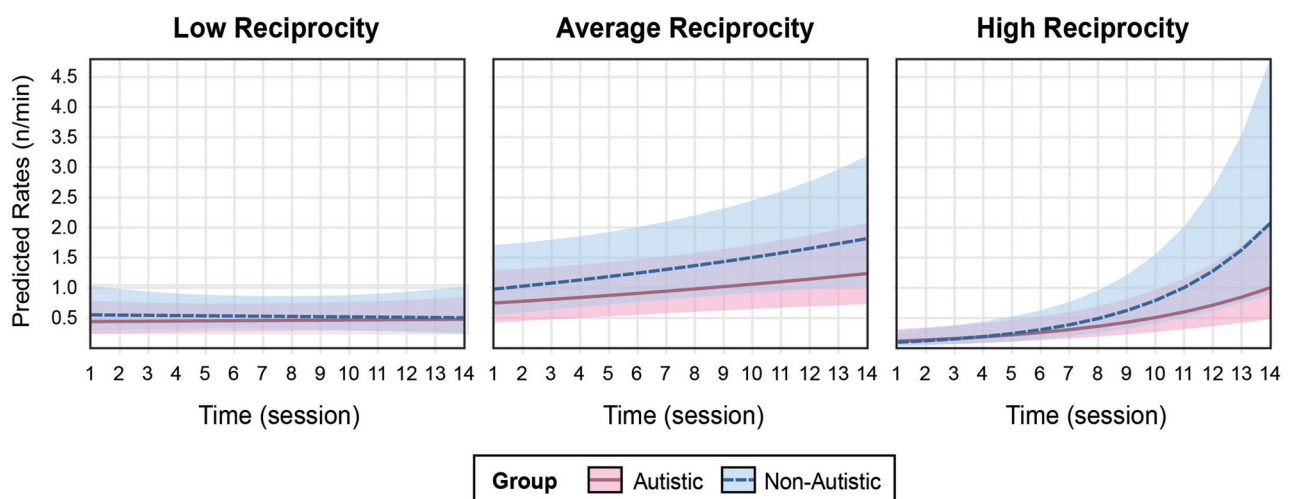 Low Reciprocity
Average Reciprocity
High Reciprocity
Predicted Rates (n/min)
4.5
4.0
3.5
3.0
2.5
2.0
1.5
1.0
0.5
1 2 3 4 5 6 7 8 9 10 11 12 13 14
1 2 3 4 5 6 7 8 9 10 11 12 13 14
1 2 3 4 5 6 7 8 9 10 11 12 13 14
Time (session)
Time (session)
Time (session)
Group Autistic Non-Autistic